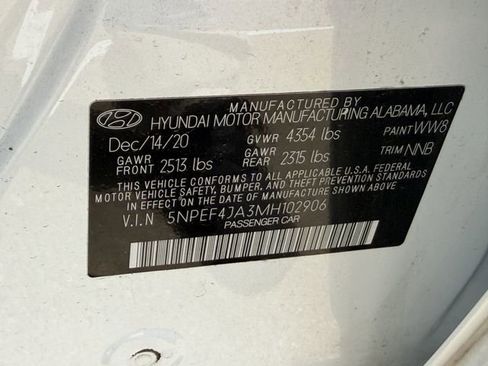 MANUFACTURED BY
HYUNDAI MOTOR MANUFACTURING ALABAMA, LLC
Dec/14/20 GVWR 4354 lbs PAINT WW8
GAWR FRONT 2513 lbs GAWR REAR 2315 lbs TRIM NNB
THIS VEHICLE CONFORMS TO ALL APPLICABLE U.S.A. FEDERAL
MOTOR VEHICLE SAFETY, BUMPER, AND THEFT PREVENTION STANDARDS
IN EFFECT ON THE DATE OF MANUFACTURE SHOWN ABOVE.
V.I.N 5NPEF4JA3MH102906
PASSENGER CAR